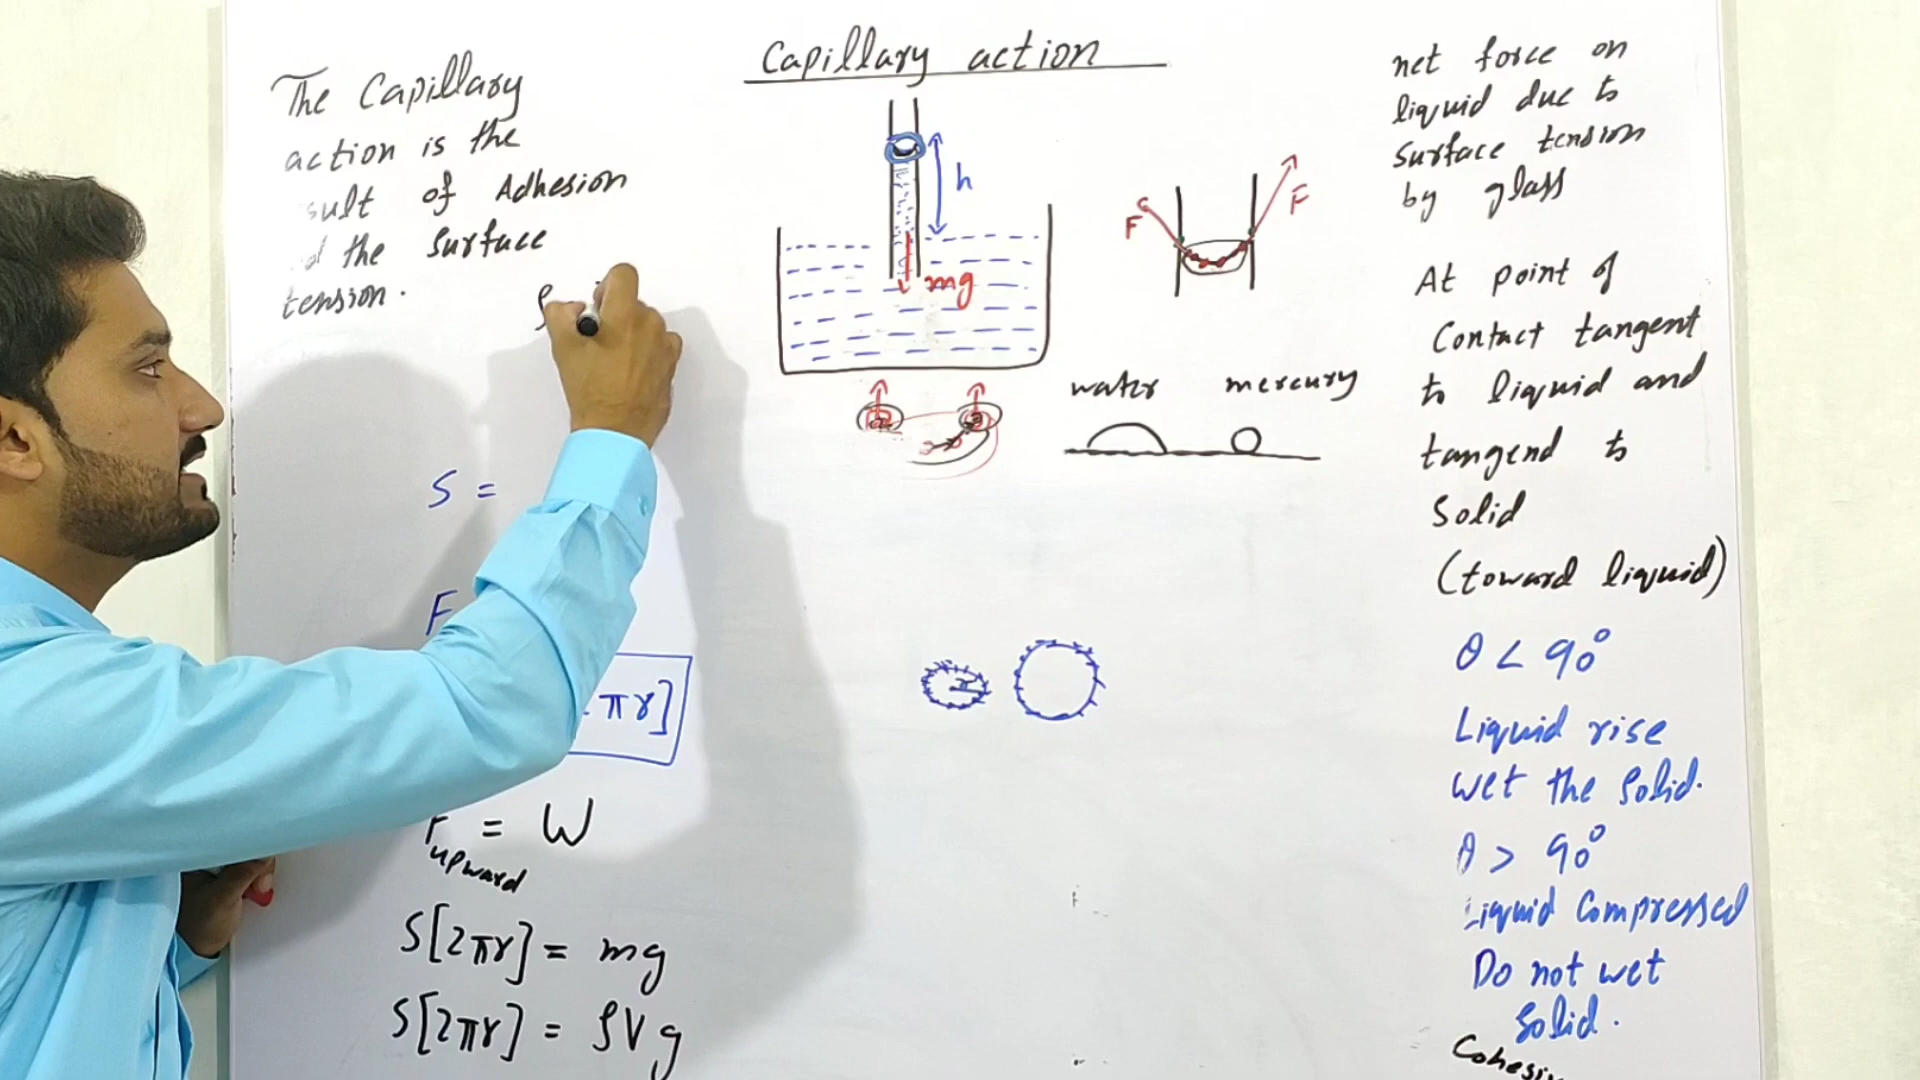 Capillary action
The Capillary
action is the
sult of Adhesion
d the surface
tension.
ρ
S =
F
πr]
F = W
upward
S[2πr] = mg
S[2πr] = ρVg
h
mg
F
F
water mercury
net force on
liquid due to
surface tension
by glass
At point of
Contact tangent
to liquid and
tangend to
Solid
(toward liquid)
θ < 90°
Liquid rise
wet the Solid.
θ > 90°
Liquid Compressed
Do not wet
Solid.